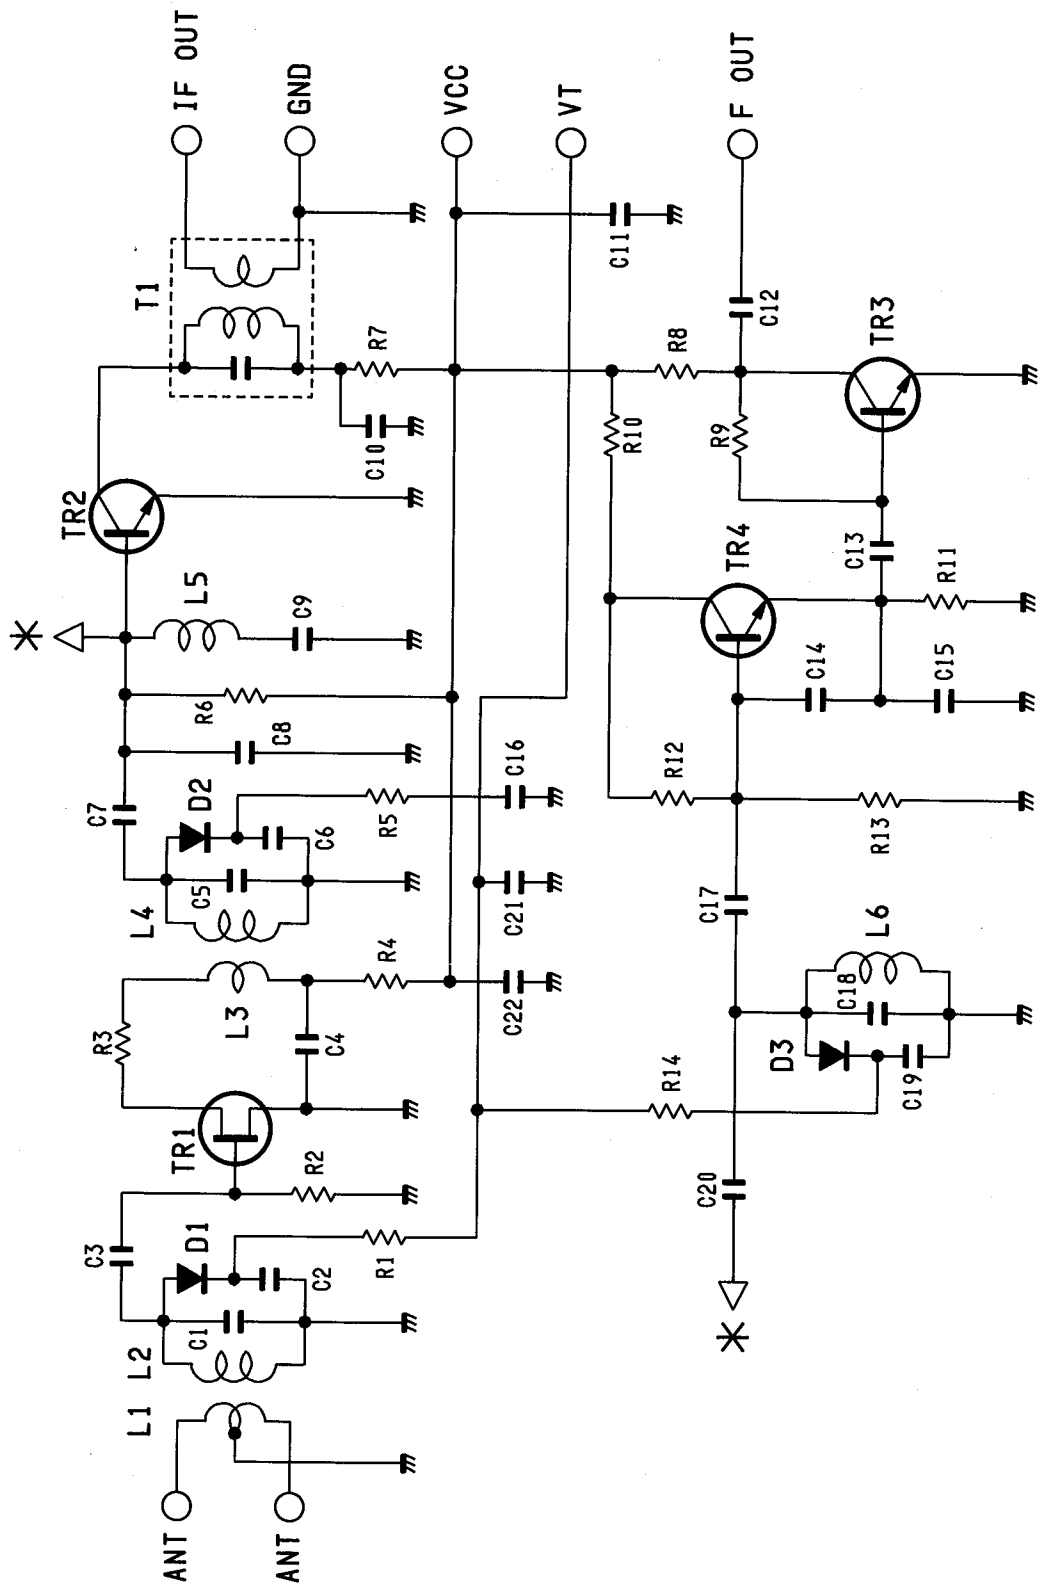 IF OUT
GND
VCC
VT
F OUT
T1
R7
C10
C11
R8
C12
TR3
R9
R10
TR2
TR4
C13
R11
L5
C9
R6
C8
C14
C15
C7
D2
C6
R5
C16
R12
R13
C5
L4
C21
C17
L6
R3
L3
R4
C22
C18
C4
D3
C19
R14
TR1
R2
C20
C3
D1
C2
R1
C1
L2
L1
ANT
ANT